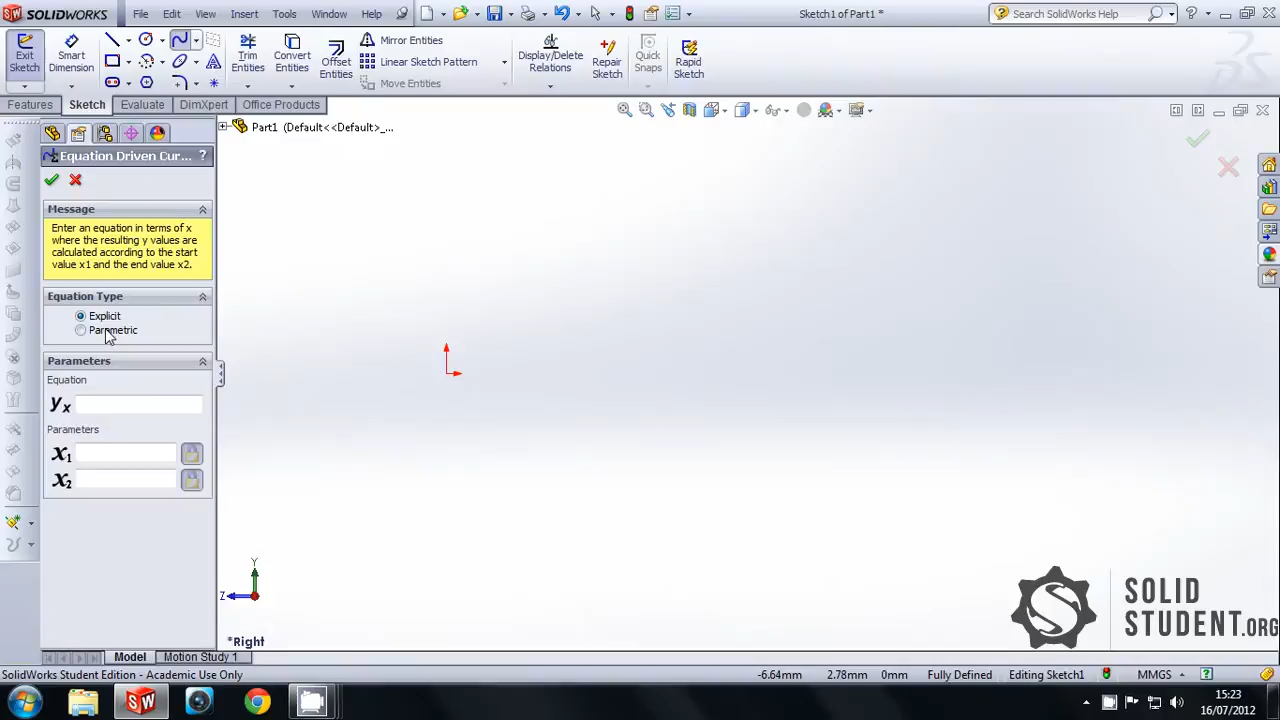 SOLIDWORKS File Edit View Insert Tools Window Help Sketch1 of Part1 * Search SolidWorks Help
Exit Sketch
Smart Dimension
Trim Entities
Convert Entities
Offset Entities
Mirror Entities
Linear Sketch Pattern
Move Entities
Display/Delete Relations
Repair Sketch
Quick Snaps
Rapid Sketch
Features Sketch Evaluate DimXpert Office Products
Part1 (Default<<Default>_...
Equation Driven Cur... ?
Message
Enter an equation in terms of x
where the resulting y values are
calculated according to the start
value x1 and the end value x2.
Equation Type
Explicit
Parametric
Parameters
Equation
yx
Parameters
x1
x2
Y
Z
*Right
SOLID
STUDENT.ORG
Model Motion Study 1
SolidWorks Student Edition - Academic Use Only -6.64mm 2.78mm 0mm Fully Defined Editing Sketch1 MMGS
15:23
16/07/2012